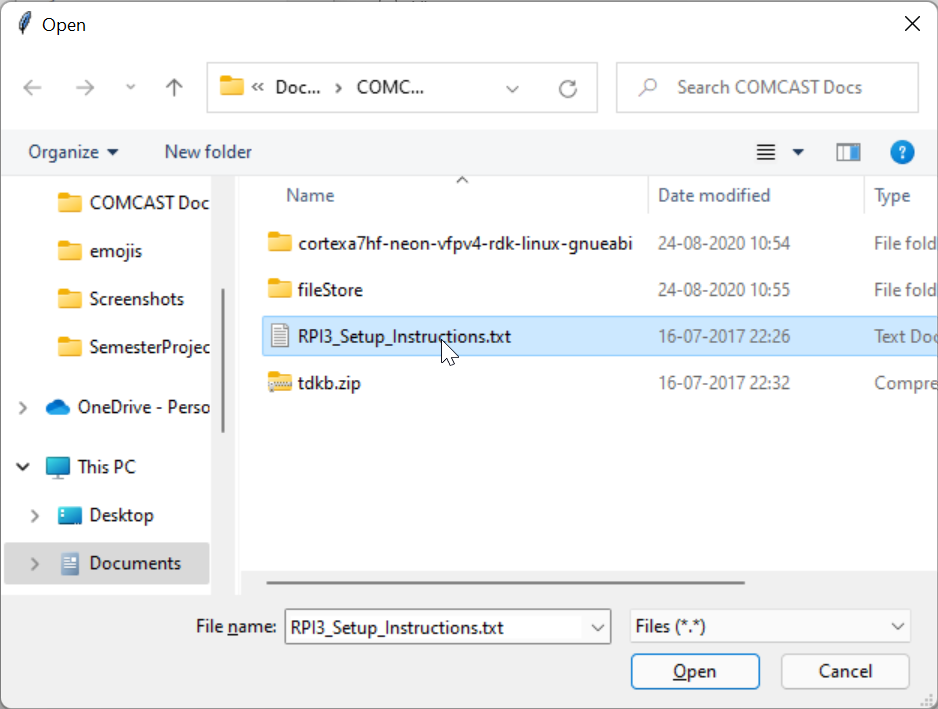 Open
« Doc... › COMC...
Search COMCAST Docs
Organize
New folder
?
Name
Date modified
Type
COMCAST Doc
emojis
Screenshots
SemesterProjec
OneDrive - Perso
This PC
Desktop
Documents
cortexa7hf-neon-vfpv4-rdk-linux-gnueabi 24-08-2020 10:54 File fold
fileStore 24-08-2020 10:55 File fold
RPI3_Setup_Instructions.txt 16-07-2017 22:26 Text Doc
tdkb.zip 16-07-2017 22:32 Compre
File name: RPI3_Setup_Instructions.txt Files (*.*)
Open Cancel